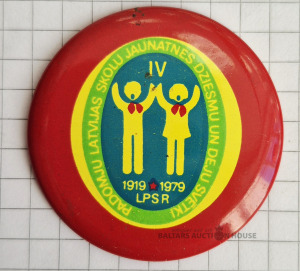 PADOMJU LATVIJAS SKOLU JAUNATNES DZIESMU UN DEJU SVĒTKI
IV
1919 ★ 1979
LPSR
BALTARS AUCTION HOUSE